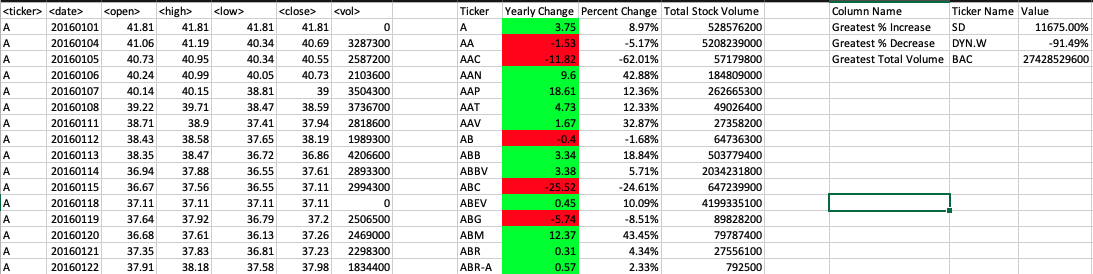 <ticker> <date> <open> <high> <low> <close> <vol> Ticker Yearly Change Percent Change Total Stock Volume Column Name Ticker Name Value
A 20160101 41.81 41.81 41.81 41.81 0 A 3.75 8.97% 528576200 Greatest % Increase SD 11675.00%
A 20160104 41.06 41.19 40.34 40.69 3287300 AA -1.53 -5.17% 5208239000 Greatest % Decrease DYN.W -91.49%
A 20160105 40.73 40.95 40.34 40.55 2587200 AAC -11.82 -62.01% 57179800 Greatest Total Volume BAC 27428529600
A 20160106 40.24 40.99 40.05 40.73 2103600 AAN 9.6 42.88% 184809000
A 20160107 40.14 40.15 38.81 39 3504300 AAP 18.61 12.36% 262665300
A 20160108 39.22 39.71 38.47 38.59 3736700 AAT 4.73 12.33% 49026400
A 20160111 38.71 38.9 37.41 37.94 2818600 AAV 1.67 32.87% 27358200
A 20160112 38.43 38.58 37.65 38.19 1989300 AB -0.4 -1.68% 64736300
A 20160113 38.35 38.47 36.72 36.86 4206600 ABB 3.34 18.84% 503779400
A 20160114 36.94 37.88 36.55 37.61 2893300 ABBV 3.38 5.71% 2034231800
A 20160115 36.67 37.56 36.55 37.11 2994300 ABC -25.52 -24.61% 647239900
A 20160118 37.11 37.11 37.11 37.11 0 ABEV 0.45 10.09% 4199335100
A 20160119 37.64 37.92 36.79 37.2 2506500 ABG -5.74 -8.51% 89828200
A 20160120 36.68 37.61 36.13 37.26 2469000 ABM 12.37 43.45% 79787400
A 20160121 37.35 37.83 36.81 37.23 2298300 ABR 0.31 4.34% 27556100
A 20160122 37.91 38.18 37.58 37.98 1834400 ABR-A 0.57 2.33% 792500